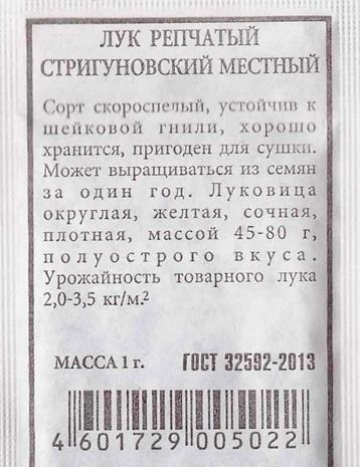 ЛУК РЕПЧАТЫЙ
СТРИГУНОВСКИЙ МЕСТНЫЙ
Сорт скороспелый, устойчив к
шейковой гнили, хорошо
хранится, пригоден для сушки.
Может выращиваться из семян
за один год. Луковица
округлая, желтая, сочная,
плотная, массой 45-80 г,
полуострого вкуса.
Урожайность товарного лука
2,0-3,5 кг/м.²
МАССА 1 г. ГОСТ 32592-2013
4 601729 005022